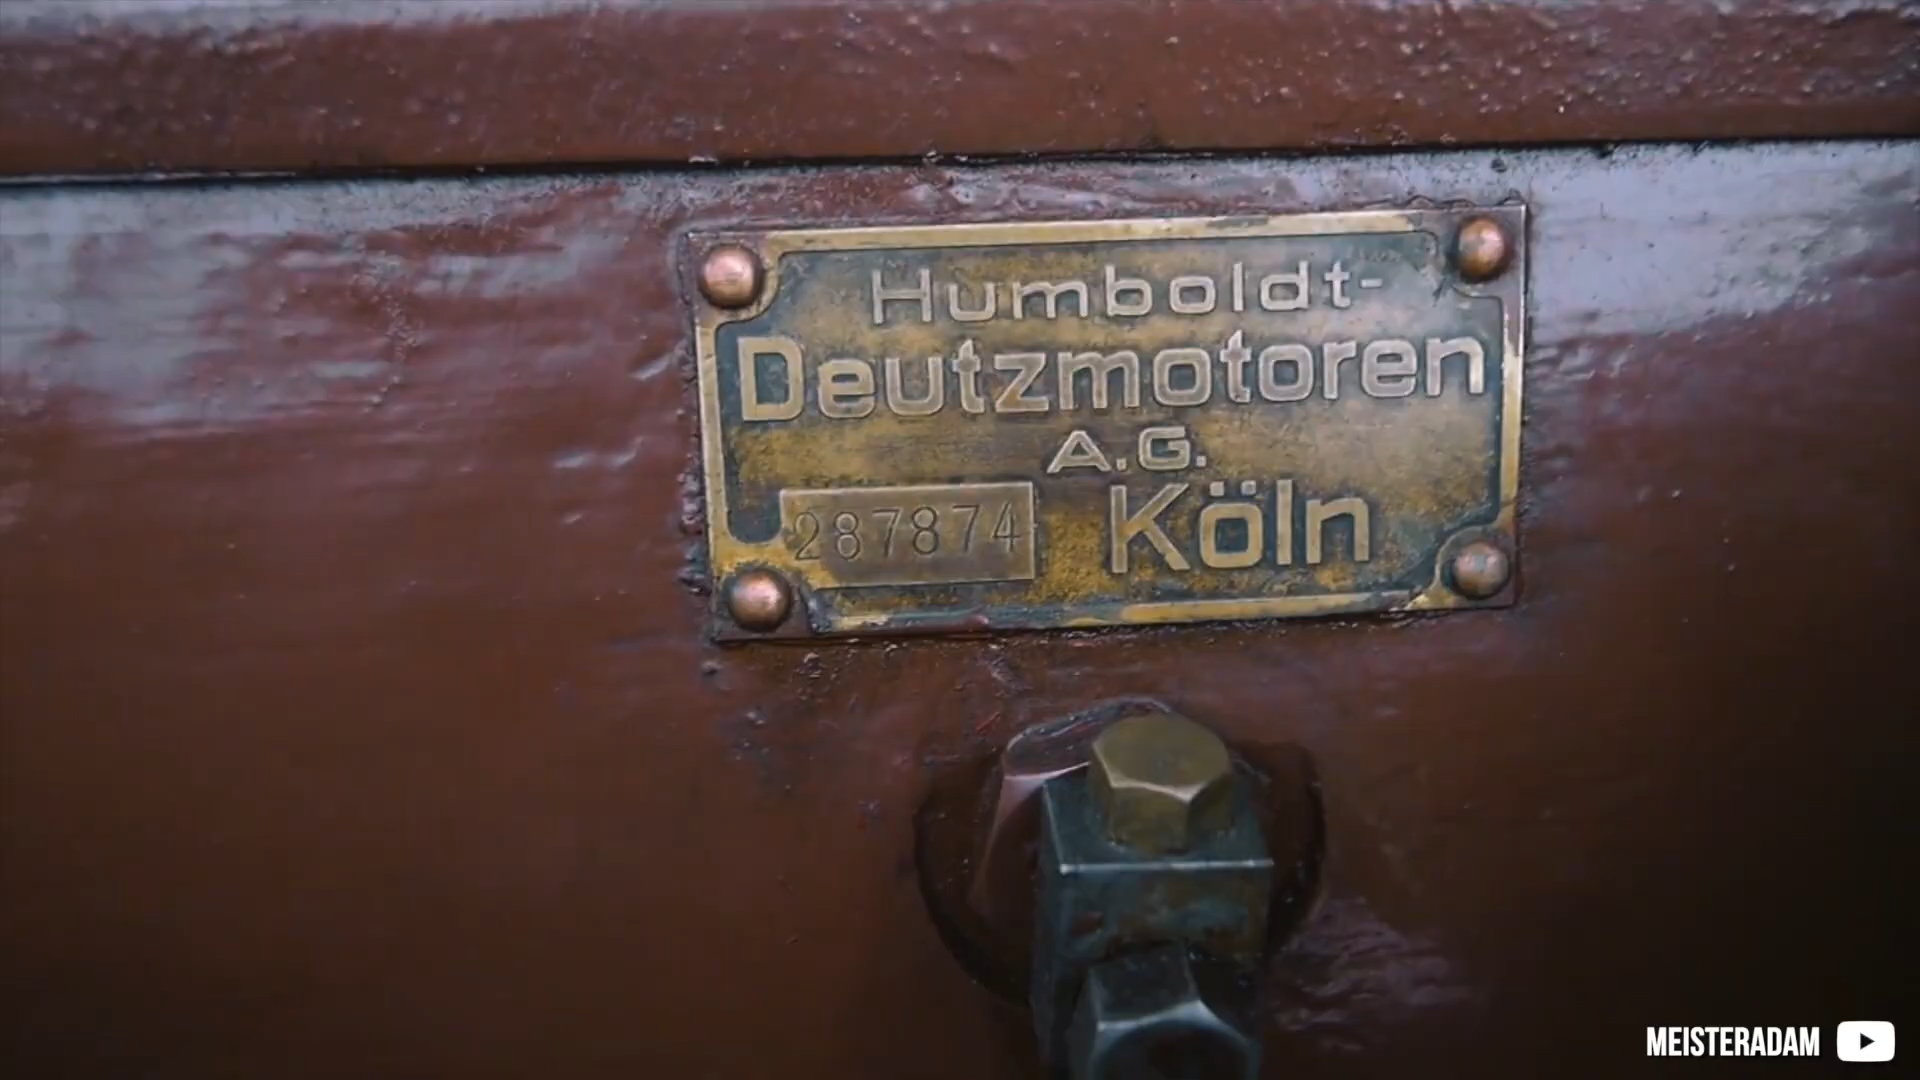 Humboldt-
Deutzmotoren
A.G.
287874 Köln
MEISTERADAM